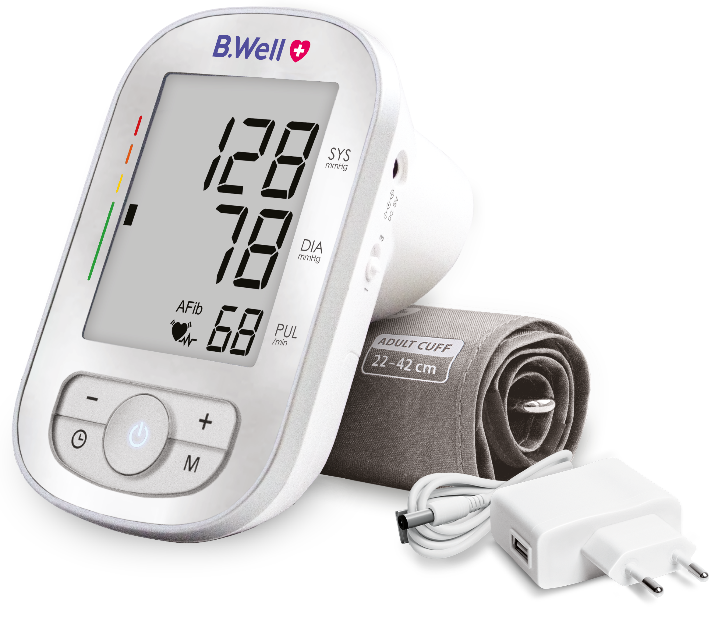 B.Well
128
SYS
mmHg
78
DIA
mmHg
AFib
68
PUL
/min
-
+
M
ADULT CUFF
22-42 cm